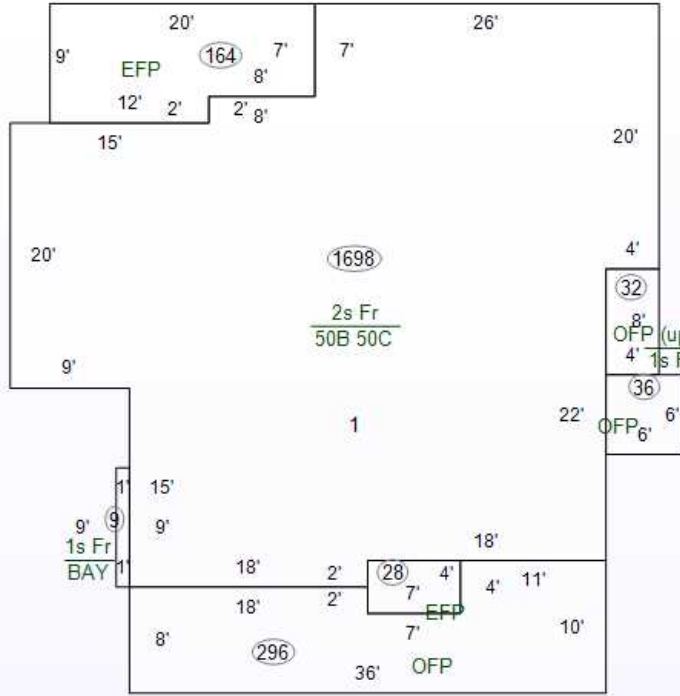 20' 26'
9' 164 7' 7'
EFP 8'
12' 2' 2' 8'
15' 20'
20' 1698 4'
32
2s Fr 8'
50B 50C OFP (up
4' 1s F
9' 36
1 22' OFP 6' 6'
1' 15'
9' 9 9' 18'
1s Fr
BAY 1' 18' 2' 28 4' 11'
18' 2' 7' 4'
EFP
8' 7' 10'
296 OFP
36'